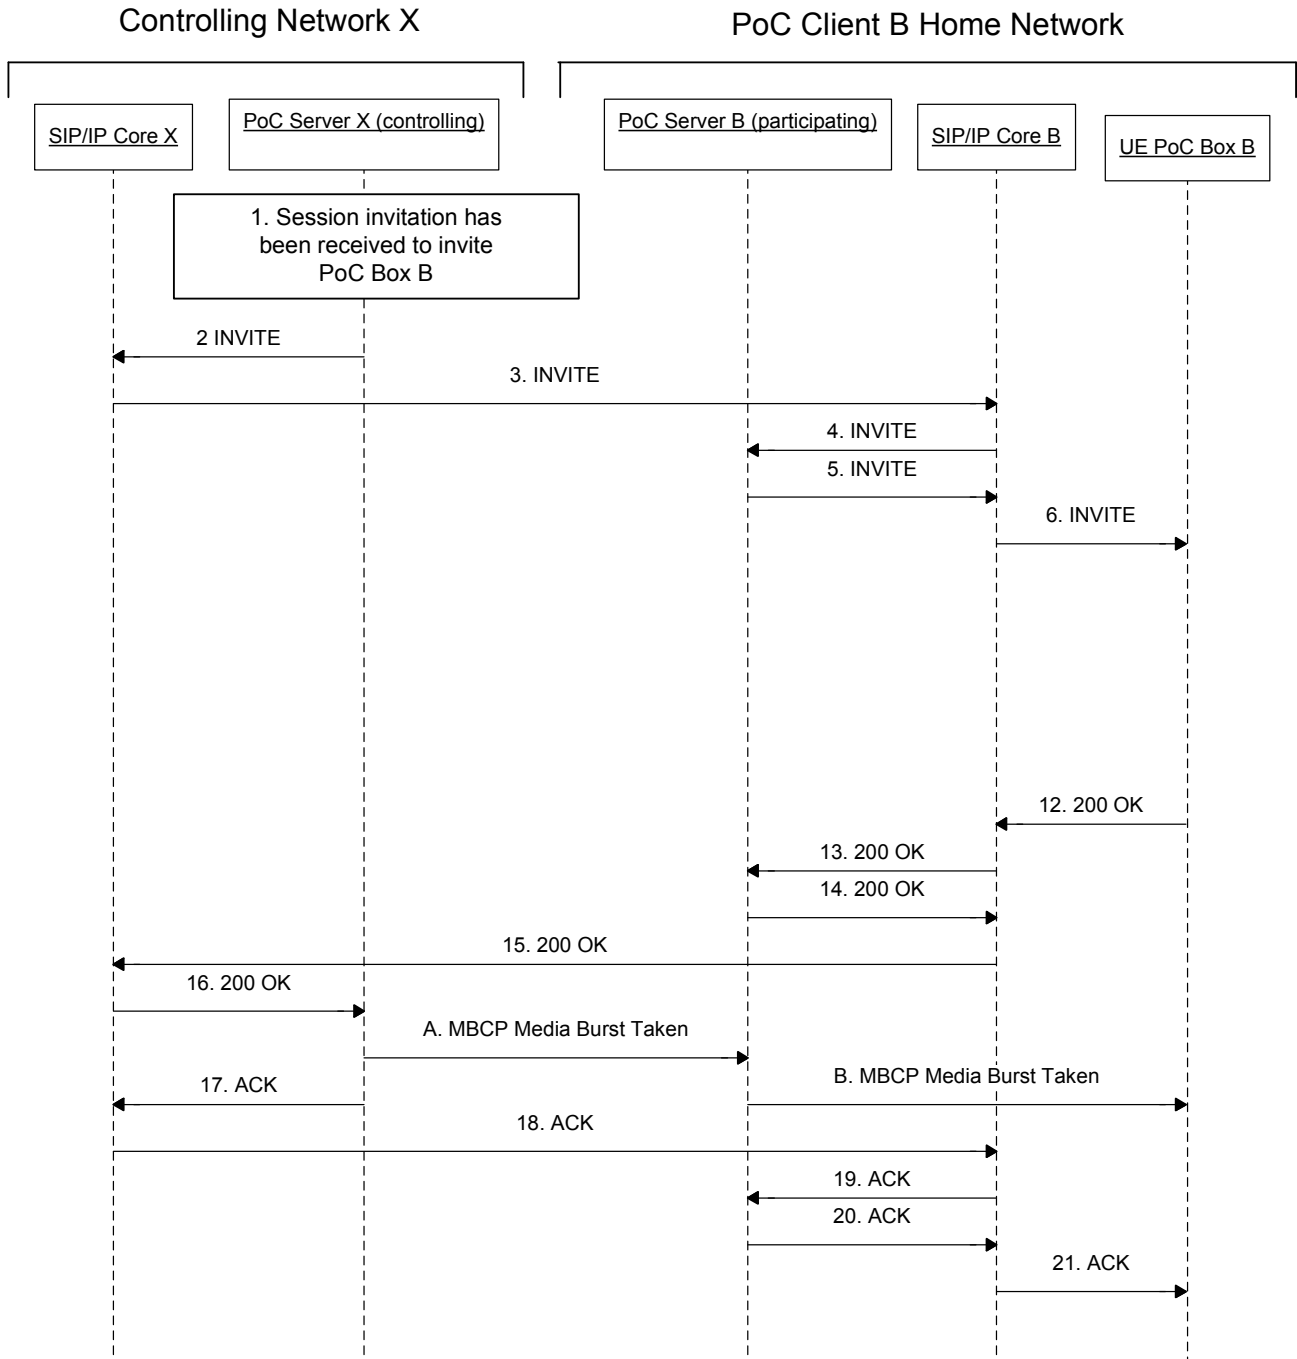 Controlling Network X
PoC Client B Home Network
SIP/IP Core X
PoC Server X (controlling)
PoC Server B (participating)
SIP/IP Core B
UE PoC Box B
1. Session invitation has
been received to invite
PoC Box B
2 INVITE
3. INVITE
4. INVITE
5. INVITE
6. INVITE
12. 200 OK
13. 200 OK
14. 200 OK
15. 200 OK
16. 200 OK
A. MBCP Media Burst Taken
B. MBCP Media Burst Taken
17. ACK
18. ACK
19. ACK
20. ACK
21. ACK